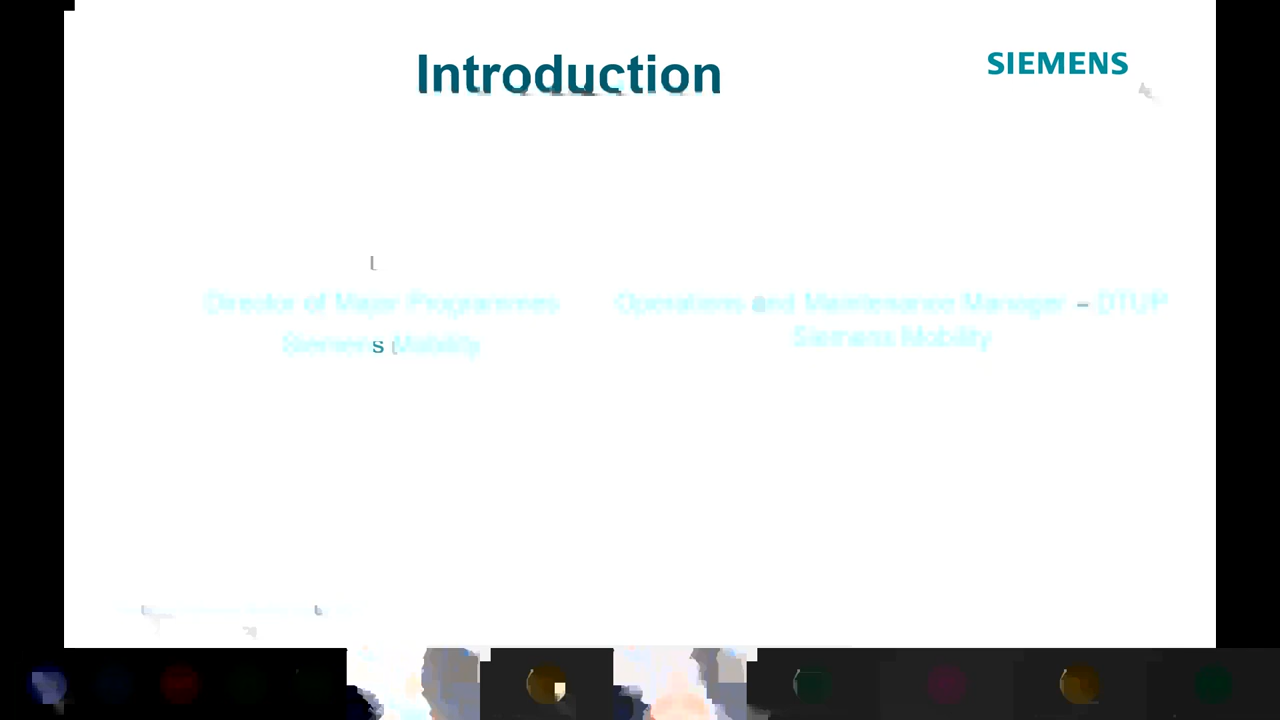 Introduction
SIEMENS
Director of Major Programmes
Siemens Mobility
Operations and Maintenance Manager – DTUP
Siemens Mobility